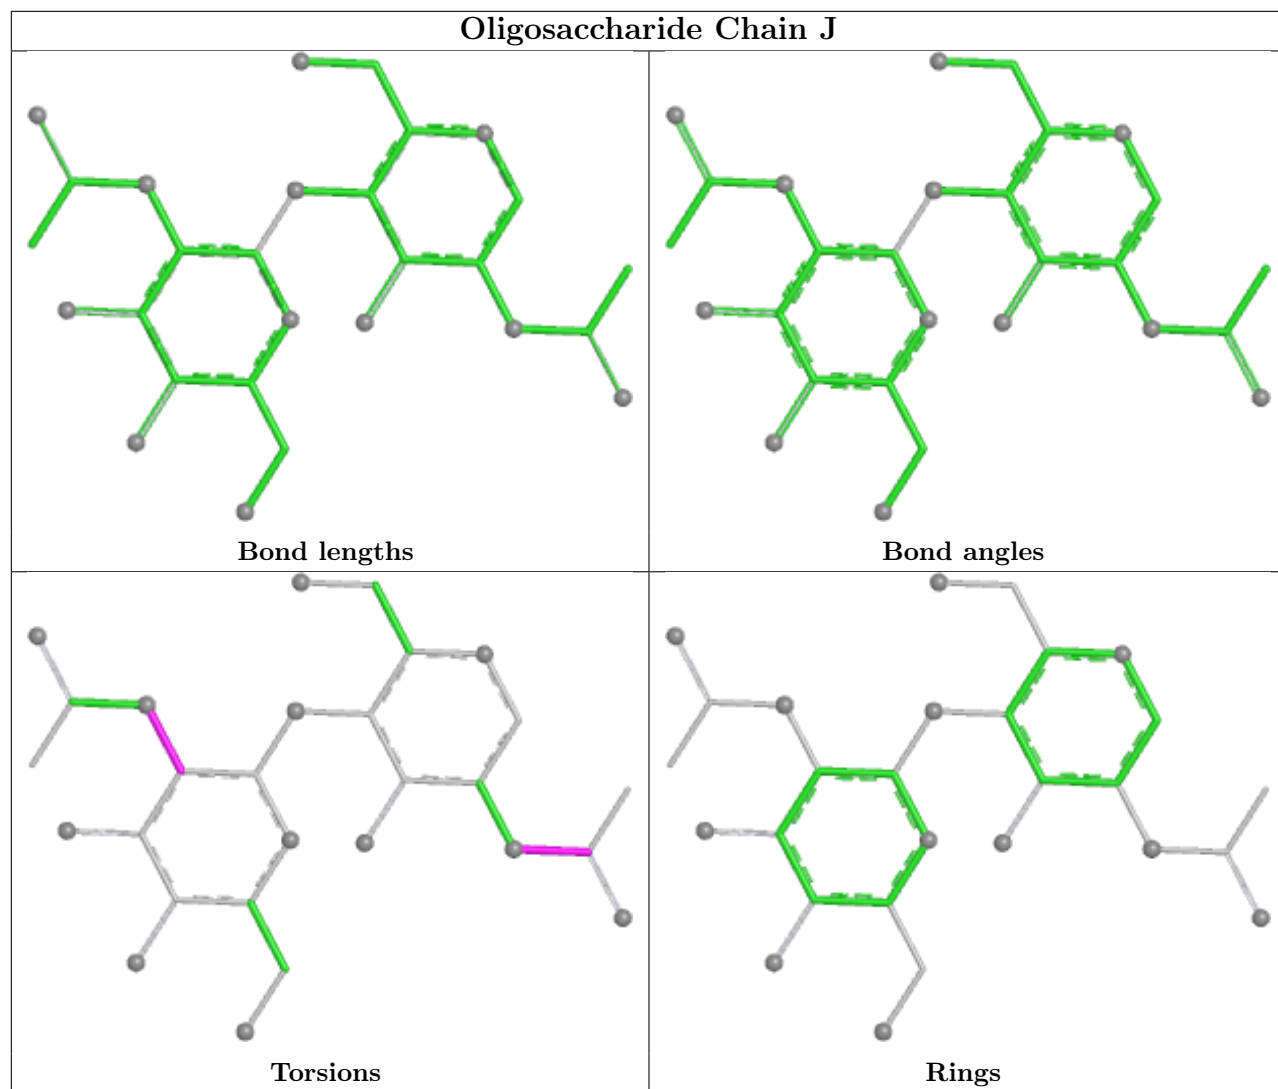 Oligosaccharide Chain J
Bond lengths
Bond angles
Torsions
Rings